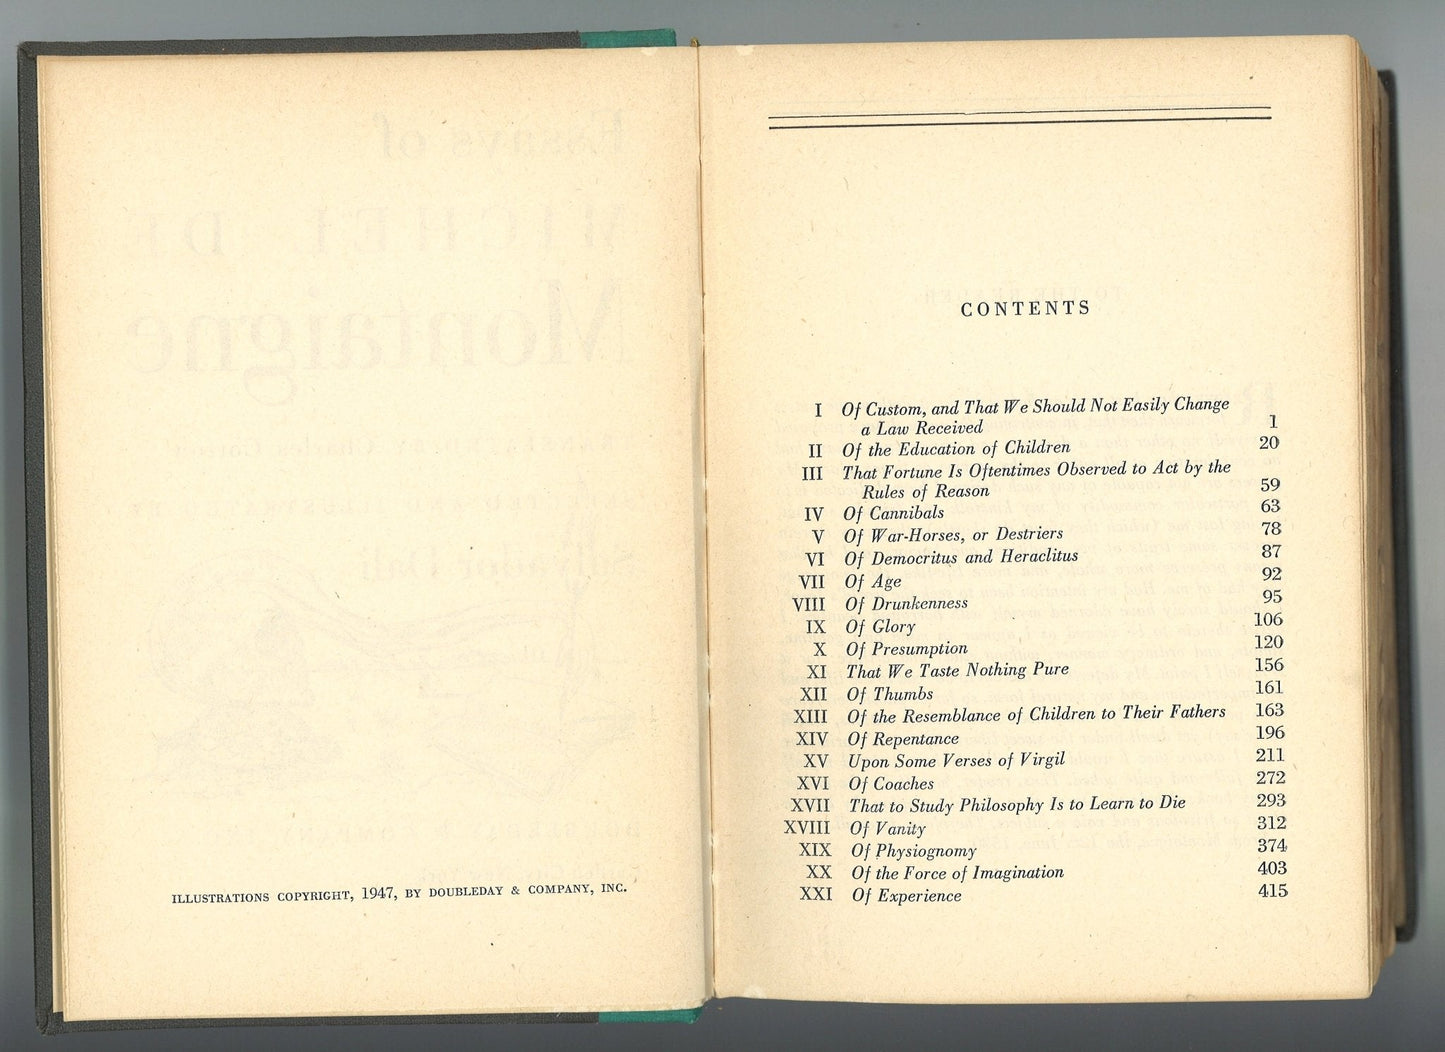 ILLUSTRATIONS COPYRIGHT, 1947, BY DOUBLEDAY & COMPANY, INC.
CONTENTS
I Of Custom, and That We Should Not Easily Change
a Law Received 1
II Of the Education of Children 20
III That Fortune Is Oftentimes Observed to Act by the
Rules of Reason 59
IV Of Cannibals 63
V Of War-Horses, or Destriers 78
VI Of Democritus and Heraclitus 87
VII Of Age 92
VIII Of Drunkenness 95
IX Of Glory 106
X Of Presumption 120
XI That We Taste Nothing Pure 156
XII Of Thumbs 161
XIII Of the Resemblance of Children to Their Fathers 163
XIV Of Repentance 196
XV Upon Some Verses of Virgil 211
XVI Of Coaches 272
XVII That to Study Philosophy Is to Learn to Die 293
XVIII Of Vanity 312
XIX Of Physiognomy 374
XX Of the Force of Imagination 403
XXI Of Experience 415